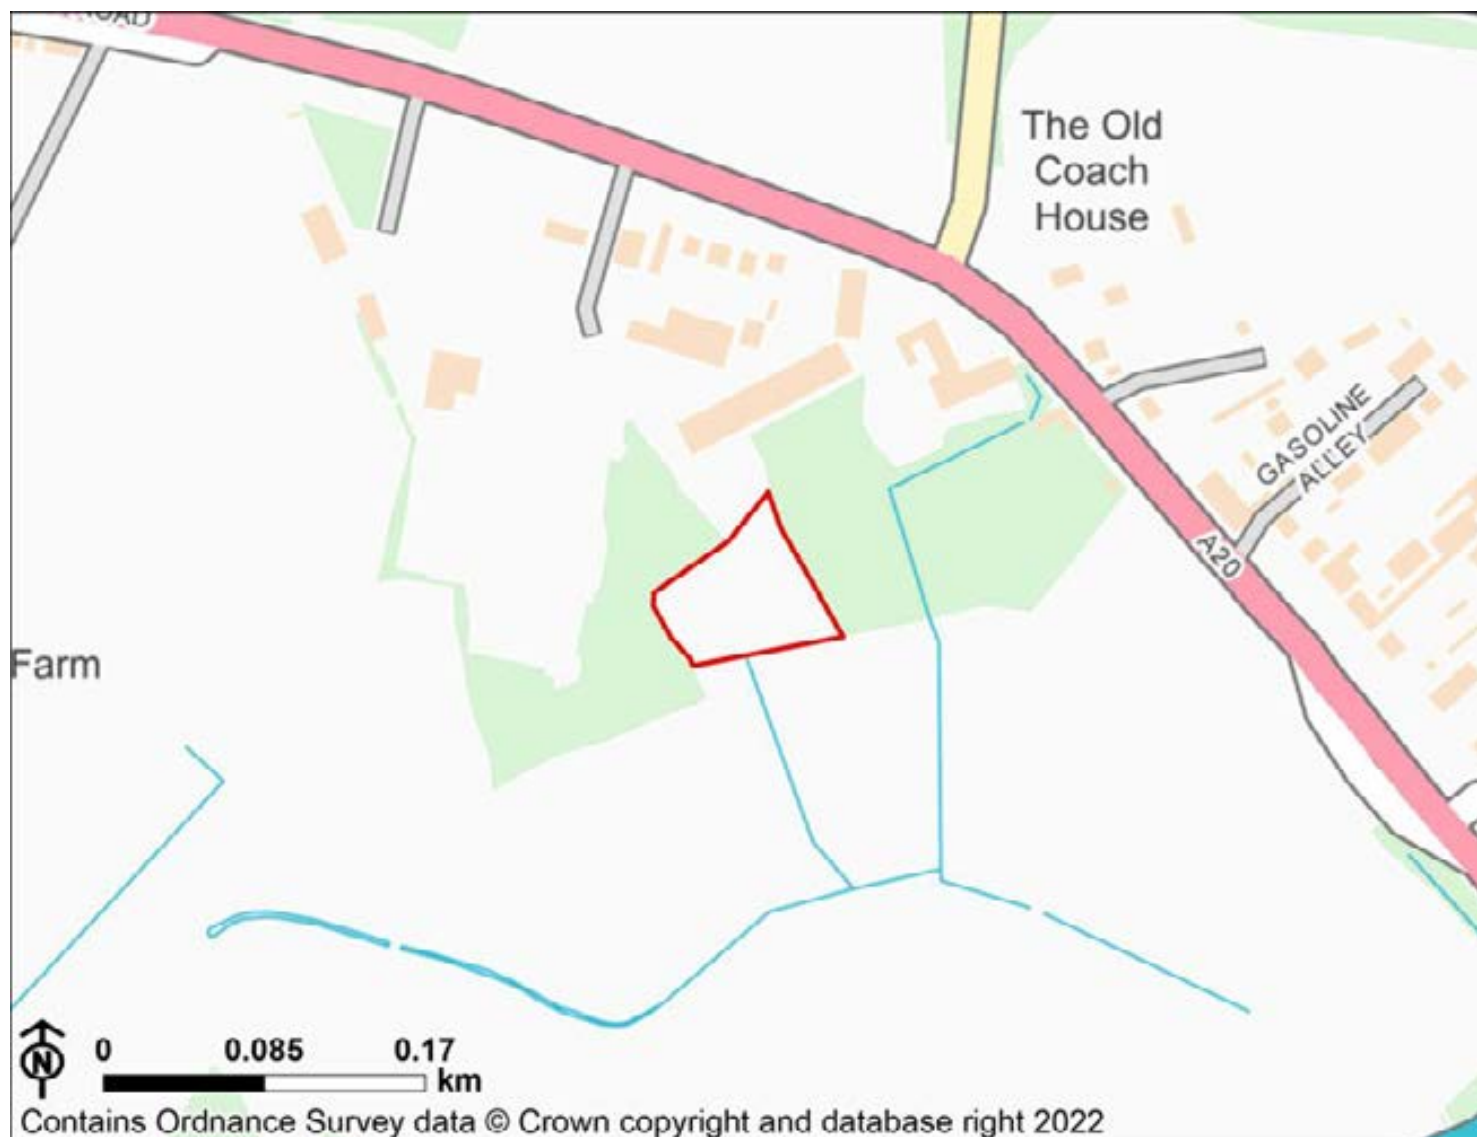 ROAD
The Old
Coach
House
GASOLINE
ALLEY
A20
Farm
N
0 0.085 0.17
km
Contains Ordnance Survey data © Crown copyright and database right 2022